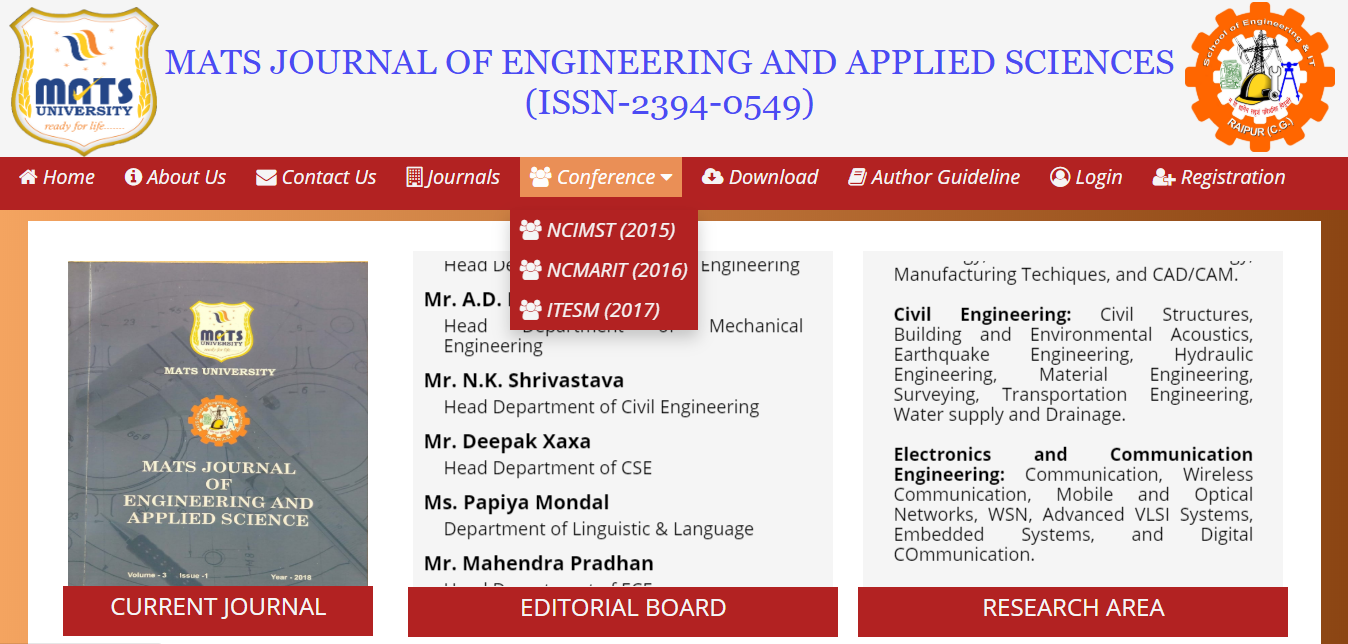 MATS
UNIVERSITY
ready for life........
MATS JOURNAL OF ENGINEERING AND APPLIED SCIENCES
(ISSN-2394-0549)
School of Engineering & IT
RAIPUR (C.G.)
Home About Us Contact Us Journals Conference Download Author Guideline Login Registration
NCIMST (2015)
NCMARIT (2016)
ITESM (2017)
MATS
UNIVERSITY
MATS UNIVERSITY
MATS JOURNAL
OF
ENGINEERING AND
APPLIED SCIENCE
Volume - 3 Issue -1 Year - 2018
CURRENT JOURNAL
Engineering
Mr. A.D.
Head Department of Mechanical
Engineering
Mr. N.K. Shrivastava
Head Department of Civil Engineering
Mr. Deepak Xaxa
Head Department of CSE
Ms. Papiya Mondal
Department of Linguistic & Language
Mr. Mahendra Pradhan
EDITORIAL BOARD
Manufacturing Techiques, and CAD/CAM.
Civil Engineering: Civil Structures,
Building and Environmental Acoustics,
Earthquake Engineering, Hydraulic
Engineering, Material Engineering,
Surveying, Transportation Engineering,
Water supply and Drainage.
Electronics and Communication
Engineering: Communication, Wireless
Communication, Mobile and Optical
Networks, WSN, Advanced VLSI Systems,
Embedded Systems, and Digital
COmmunication.
RESEARCH AREA